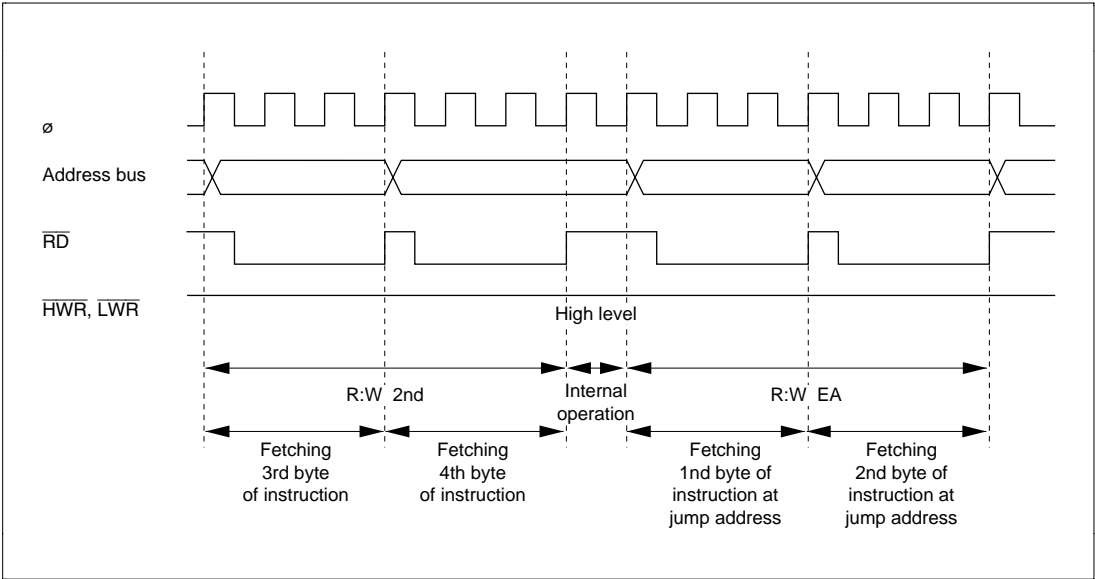 ø
Address bus
RD
HWR, LWR
High level
R:W 2nd
Internal
operation
R:W EA
Fetching
3rd byte
of instruction
Fetching
4th byte
of instruction
Fetching
1nd byte of
instruction at
jump address
Fetching
2nd byte of
instruction at
jump address